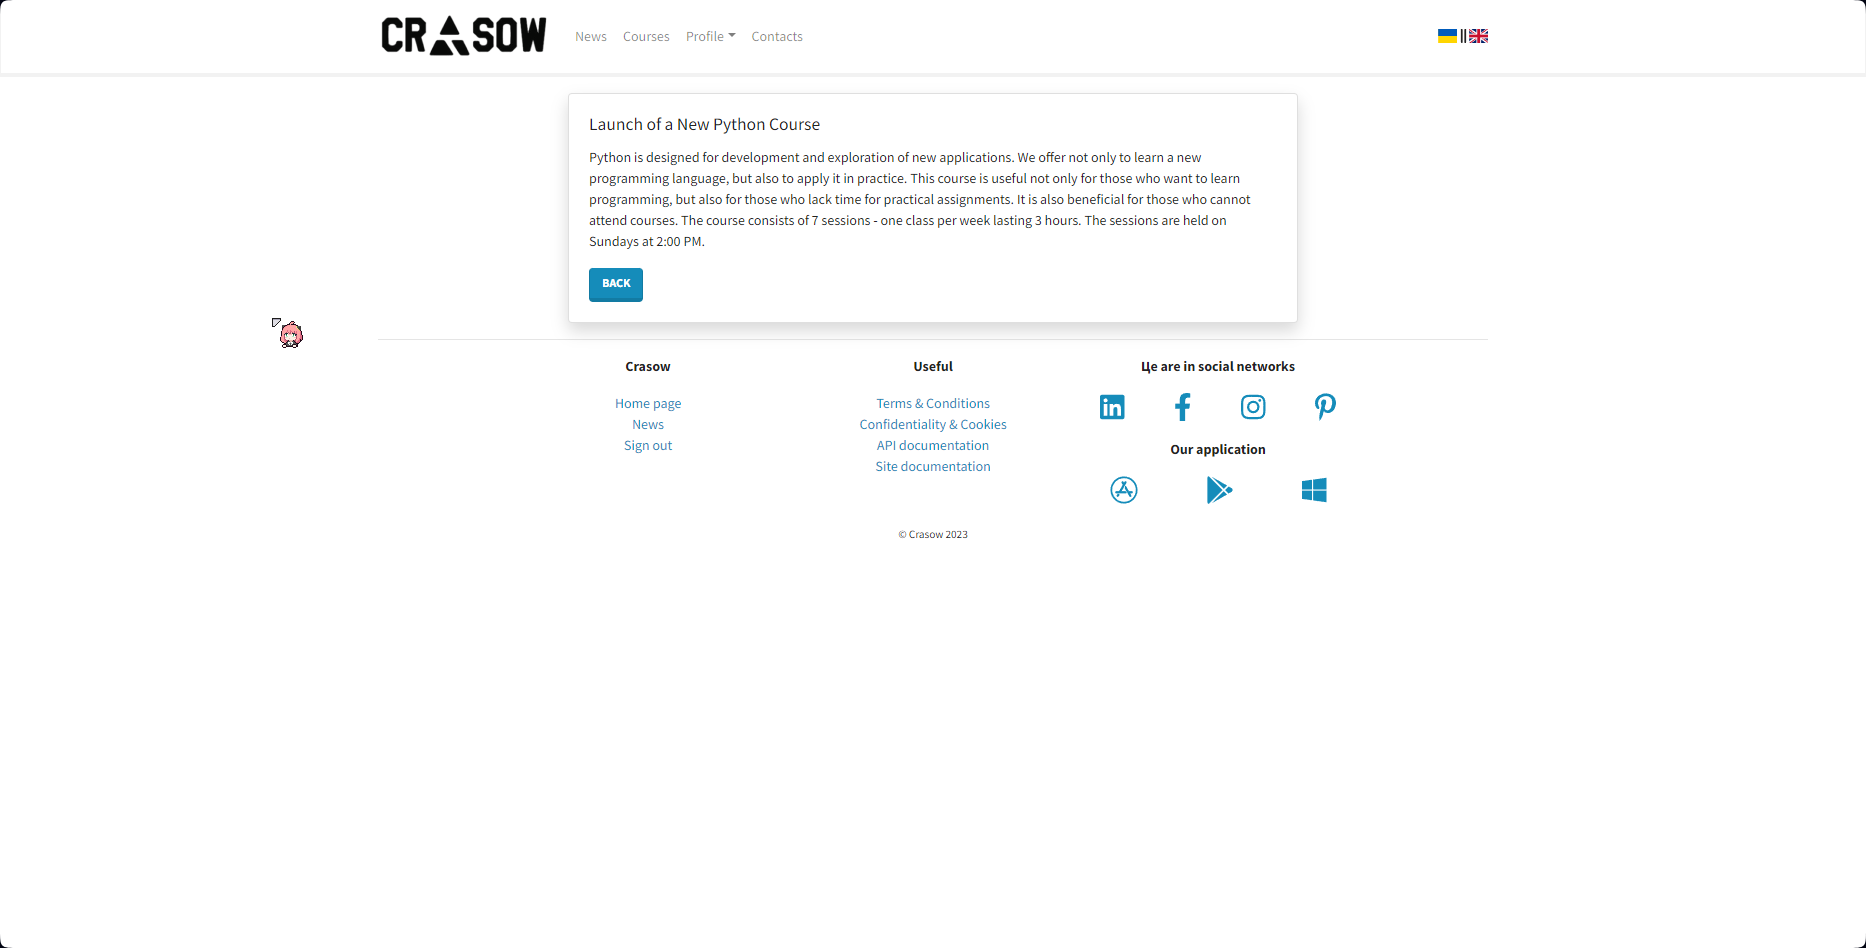 CRASOW
News Courses Profile Contacts
Launch of a New Python Course
Python is designed for development and exploration of new applications. We offer not only to learn a new
programming language, but also to apply it in practice. This course is useful not only for those who want to learn
programming, but also for those who lack time for practical assignments. It is also beneficial for those who cannot
attend courses. The course consists of 7 sessions - one class per week lasting 3 hours. The sessions are held on
Sundays at 2:00 PM.
BACK
Crasow
Home page
News
Sign out
Useful
Terms & Conditions
Confidentiality & Cookies
API documentation
Site documentation
Це are in social networks
Our application
© Crasow 2023